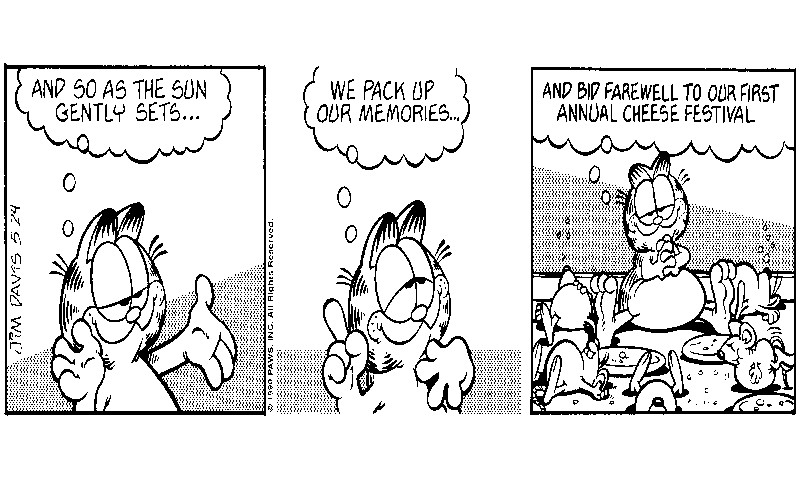 AND SO AS THE SUN
GENTLY SETS...
JIM DAVIS 5 24
© 1990 PAWS, INC. All Rights Reserved.
WE PACK UP
OUR MEMORIES...
AND BID FAREWELL TO OUR FIRST
ANNUAL CHEESE FESTIVAL